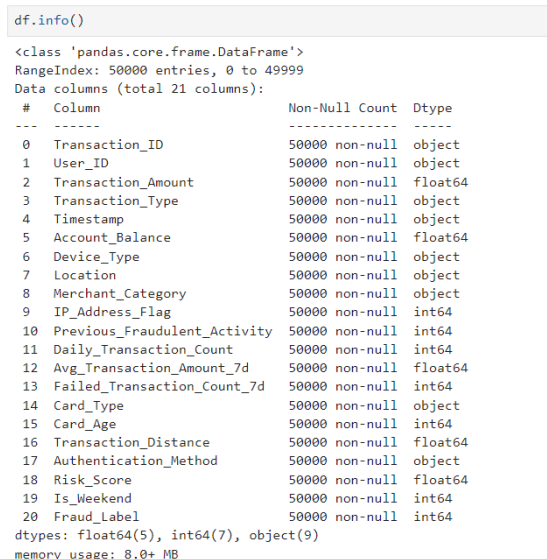 df.info()
<class 'pandas.core.frame.DataFrame'>
RangeIndex: 50000 entries, 0 to 49999
Data columns (total 21 columns):
 #   Column                        Non-Null Count  Dtype
---  ------                        --------------  -----
 0   Transaction_ID                50000 non-null  object
 1   User_ID                       50000 non-null  object
 2   Transaction_Amount            50000 non-null  float64
 3   Transaction_Type              50000 non-null  object
 4   Timestamp                     50000 non-null  object
 5   Account_Balance               50000 non-null  float64
 6   Device_Type                   50000 non-null  object
 7   Location                      50000 non-null  object
 8   Merchant_Category             50000 non-null  object
 9   IP_Address_Flag               50000 non-null  int64
 10  Previous_Fraudulent_Activity  50000 non-null  int64
 11  Daily_Transaction_Count       50000 non-null  int64
 12  Avg_Transaction_Amount_7d     50000 non-null  float64
 13  Failed_Transaction_Count_7d   50000 non-null  int64
 14  Card_Type                     50000 non-null  object
 15  Card_Age                      50000 non-null  int64
 16  Transaction_Distance          50000 non-null  float64
 17  Authentication_Method         50000 non-null  object
 18  Risk_Score                    50000 non-null  float64
 19  Is_Weekend                    50000 non-null  int64
 20  Fraud_Label                   50000 non-null  int64
dtypes: float64(5), int64(7), object(9)
memory usage: 8.0+ MB